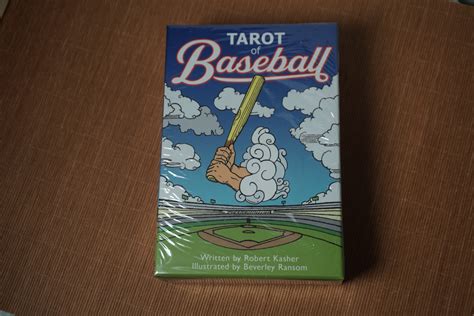 TAROT
of
Baseball
Written by Robert Kasher
Illustrated by Beverley Ransom